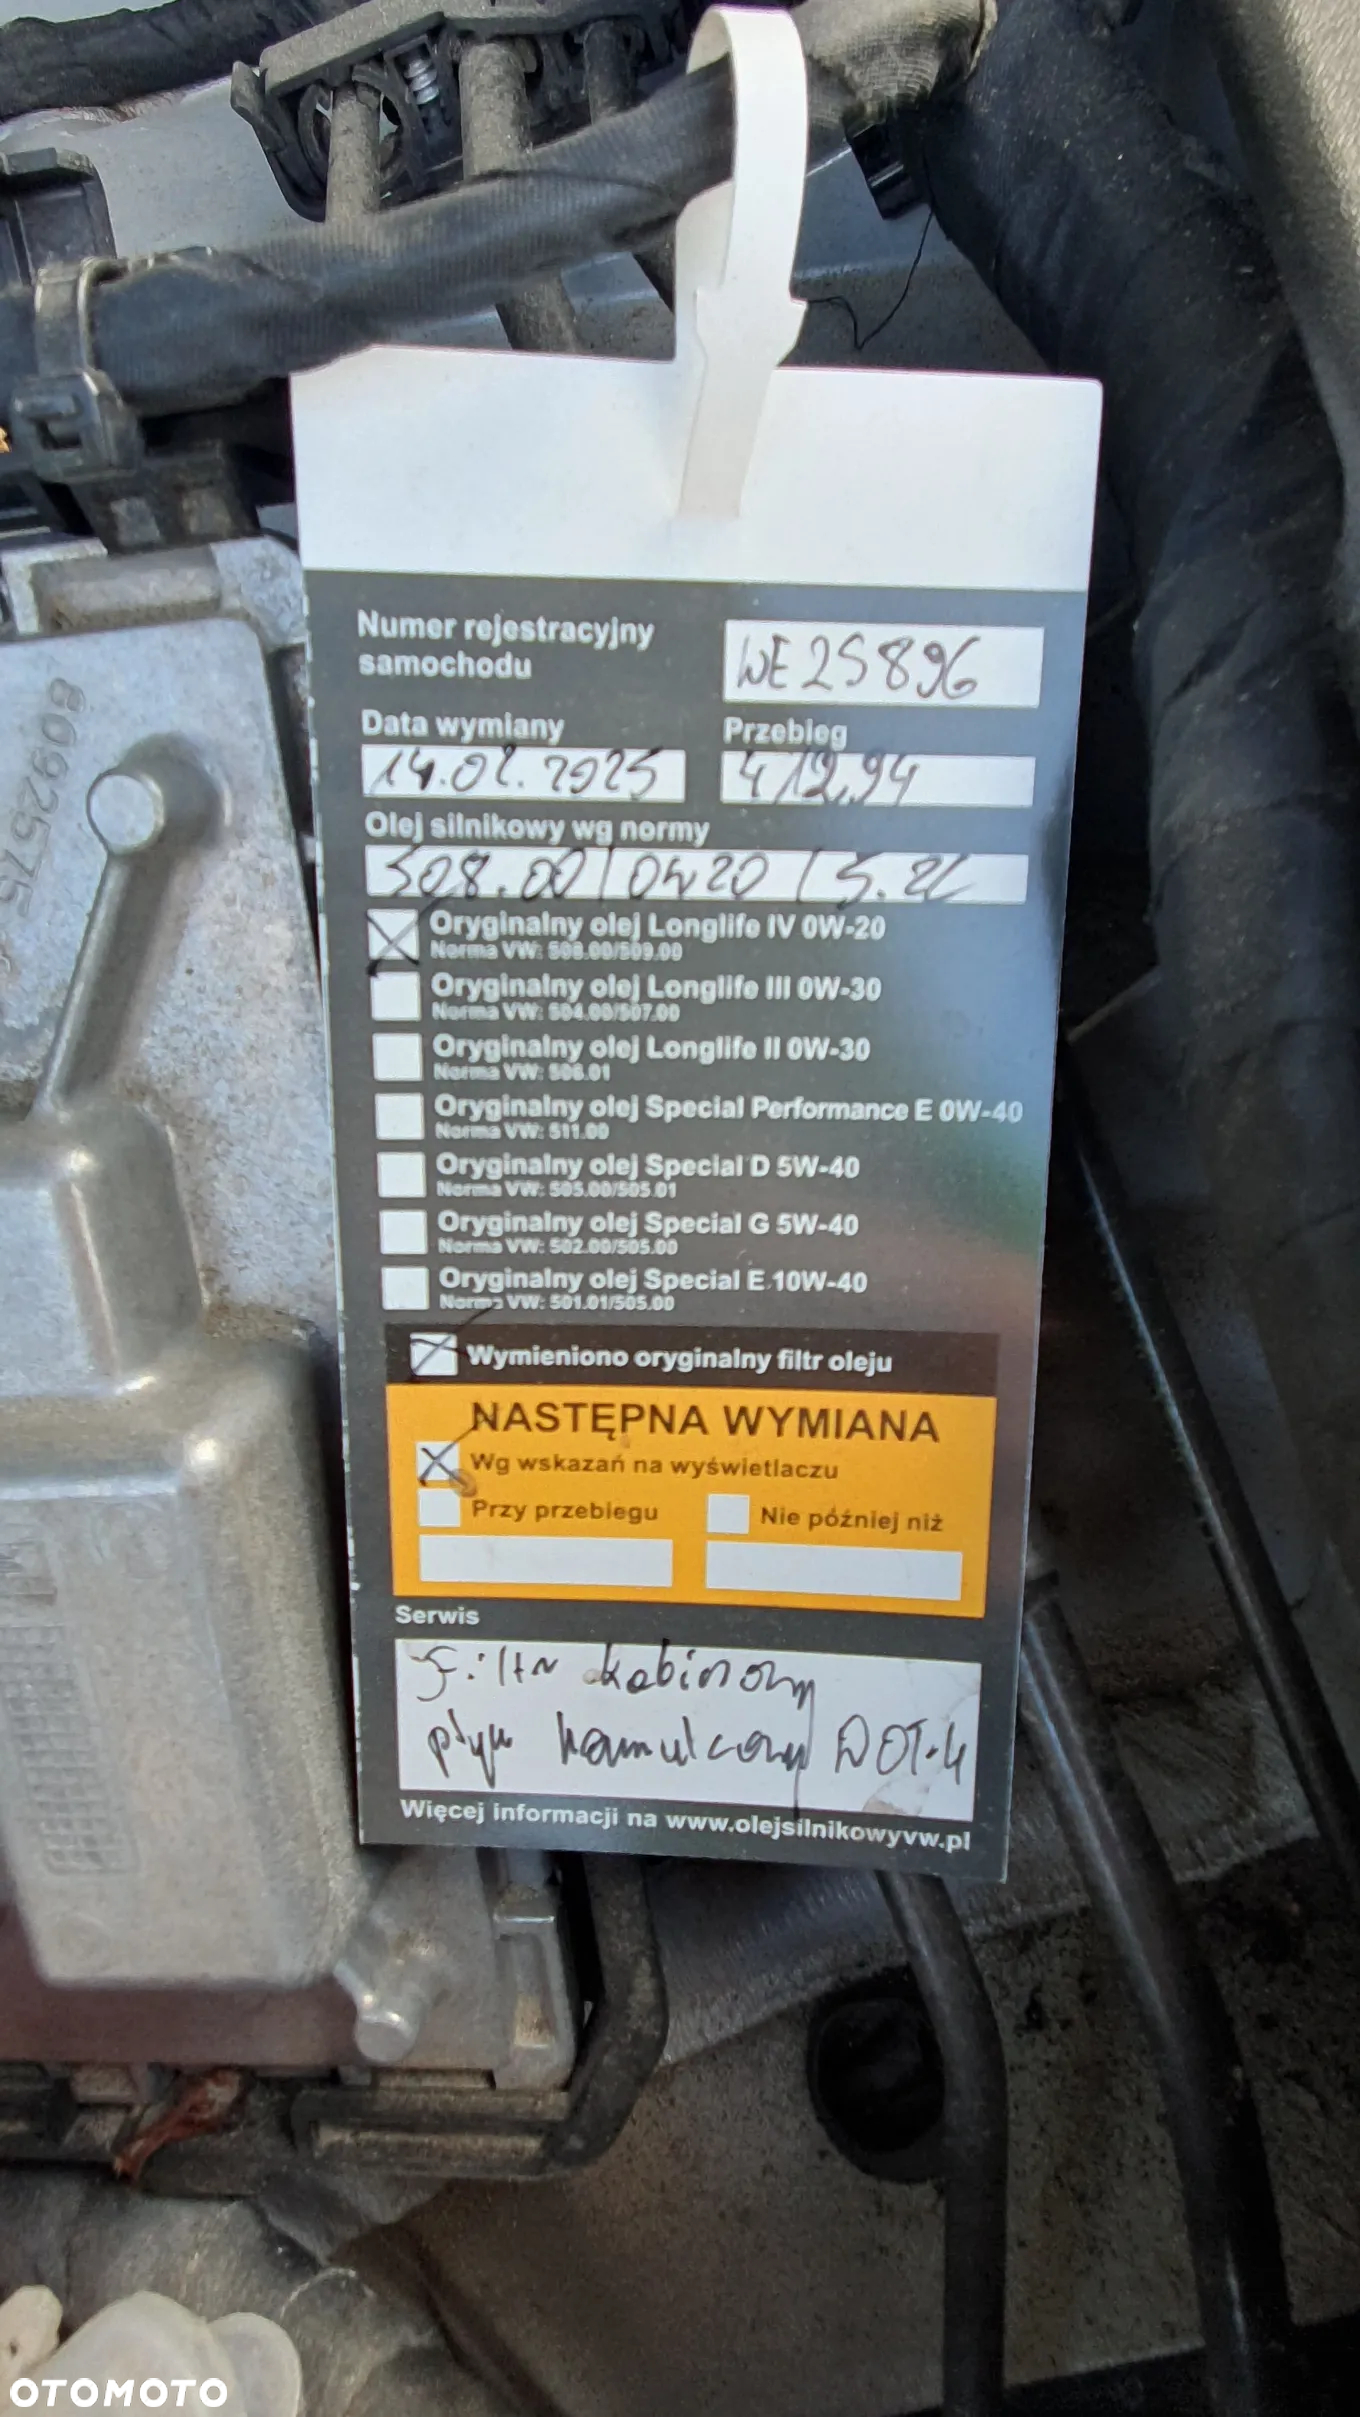 Numer rejestracyjny
samochodu
WE25896
Data wymiany
Przebieg
14.02.2025
412.94
Olej silnikowy wg normy
508.00 / 0W20 / 5.2L
Oryginalny olej Longlife IV 0W-20
Norma VW: 508.00/509.00
Oryginalny olej Longlife III 0W-30
Norma VW: 504.00/507.00
Oryginalny olej Longlife II 0W-30
Norma VW: 506.01
Oryginalny olej Special Performance E 0W-40
Norma VW: 511.00
Oryginalny olej Special D 5W-40
Norma VW: 505.00/505.01
Oryginalny olej Special G 5W-40
Norma VW: 502.00/505.00
Oryginalny olej Special E 10W-40
Norma VW: 501.01/505.00
Wymieniono oryginalny filtr oleju
NASTĘPNA WYMIANA
Wg wskazań na wyświetlaczu
Przy przebiegu
Nie później niż
Serwis
Filtr kabinowy
płyn hamulcowy DOT-4
Więcej informacji na www.olejsilnikowyvw.pl
OTOMOTO